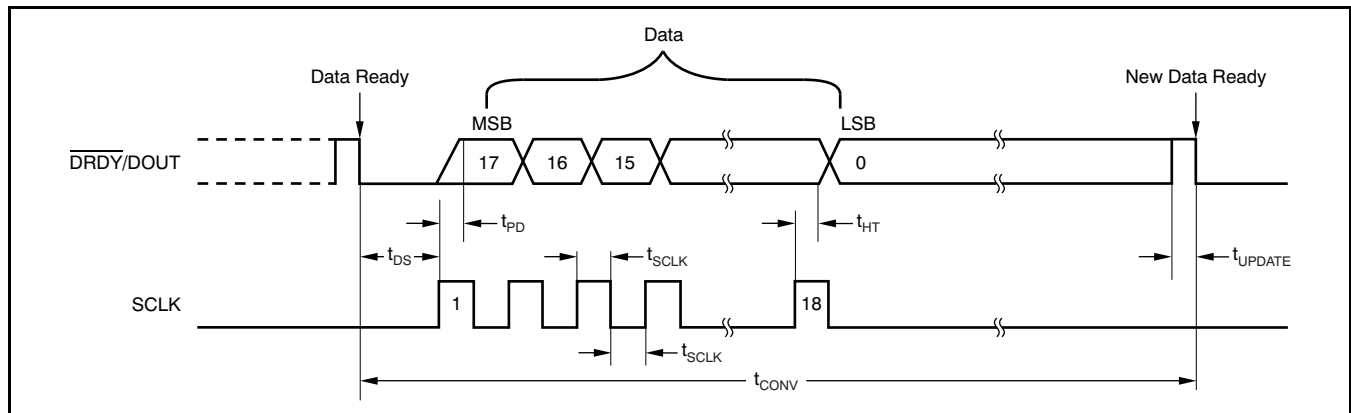 Data
Data Ready
New Data Ready
MSB
LSB
DRDY/DOUT
17
16
15
0
tPD
tHT
tDS
tSCLK
tUPDATE
SCLK
1
18
tSCLK
tCONV